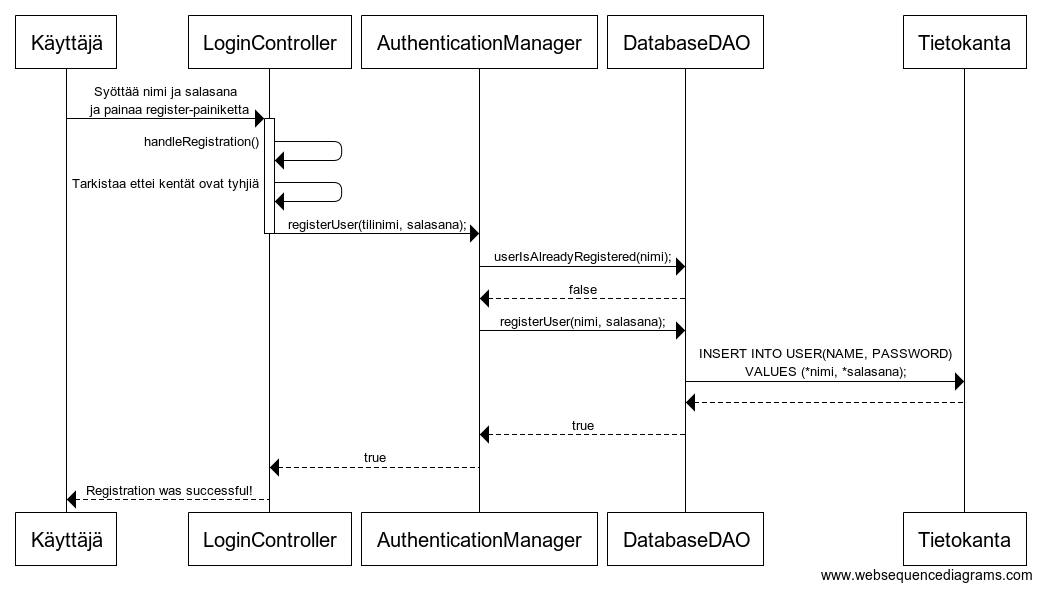 Käyttäjä
LoginController
AuthenticationManager
DatabaseDAO
Tietokanta
Syöttää nimi ja salasana
ja painaa register-painiketta
handleRegistration()
Tarkistaa ettei kentät ovat tyhjiä
registerUser(tilinimi, salasana);
userIsAlreadyRegistered(nimi);
false
registerUser(nimi, salasana);
INSERT INTO USER(NAME, PASSWORD)
VALUES (*nimi, *salasana);
true
true
Registration was successful!
Käyttäjä
LoginController
AuthenticationManager
DatabaseDAO
Tietokanta
www.websequencediagrams.com